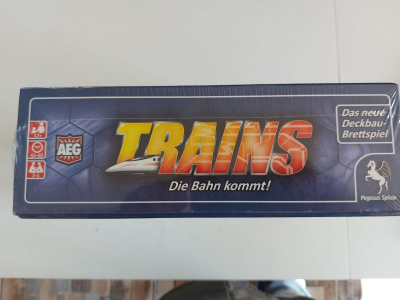 AEG
TRAINS
Die Bahn kommt!
Das neue
Deckbau-
Brettspiel
Pegasus Spiele